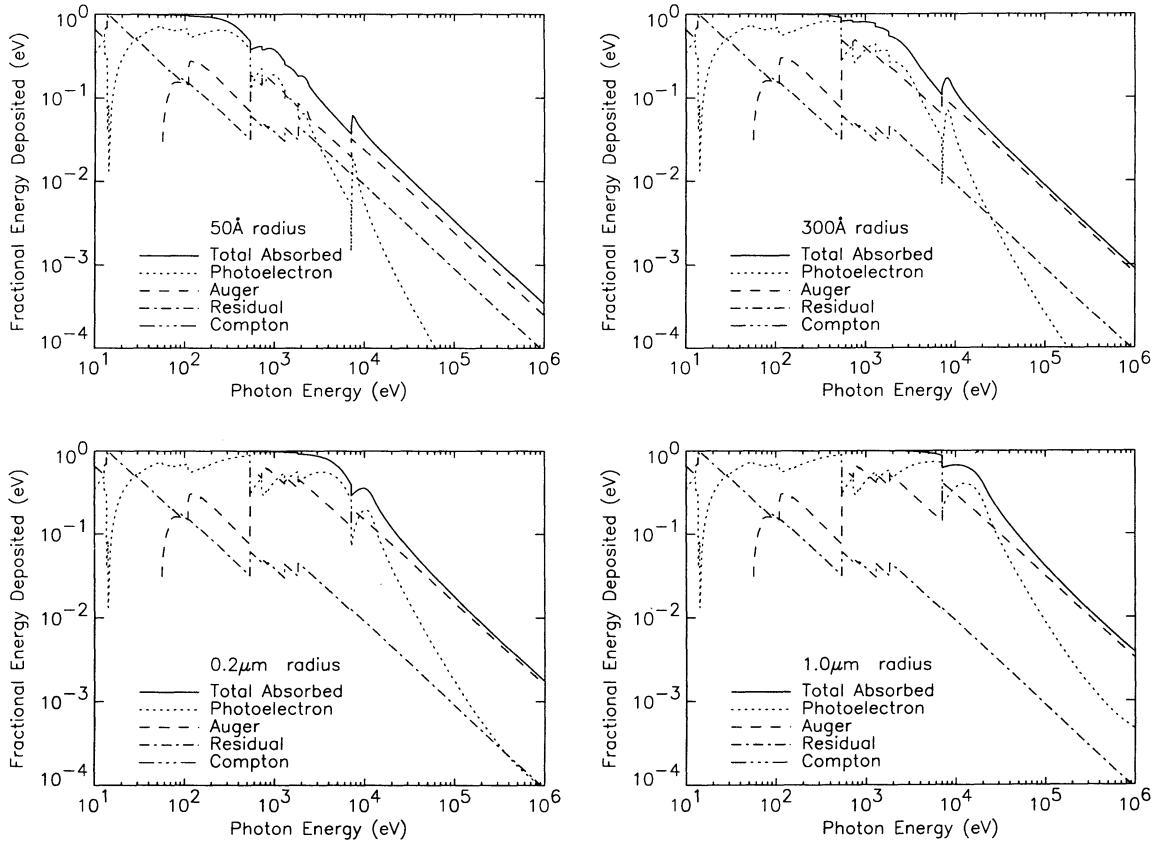 Fractional Energy Deposited (eV)
10^0
10^-1
10^-2
10^-3
10^-4
50Å radius
Total Absorbed
Photoelectron
Auger
Residual
Compton
10^1 10^2 10^3 10^4 10^5 10^6
Photon Energy (eV)
Fractional Energy Deposited (eV)
10^0
10^-1
10^-2
10^-3
10^-4
300Å radius
Total Absorbed
Photoelectron
Auger
Residual
Compton
10^1 10^2 10^3 10^4 10^5 10^6
Photon Energy (eV)
Fractional Energy Deposited (eV)
10^0
10^-1
10^-2
10^-3
10^-4
0.2μm radius
Total Absorbed
Photoelectron
Auger
Residual
Compton
10^1 10^2 10^3 10^4 10^5 10^6
Photon Energy (eV)
Fractional Energy Deposited (eV)
10^0
10^-1
10^-2
10^-3
10^-4
1.0μm radius
Total Absorbed
Photoelectron
Auger
Residual
Compton
10^1 10^2 10^3 10^4 10^5 10^6
Photon Energy (eV)